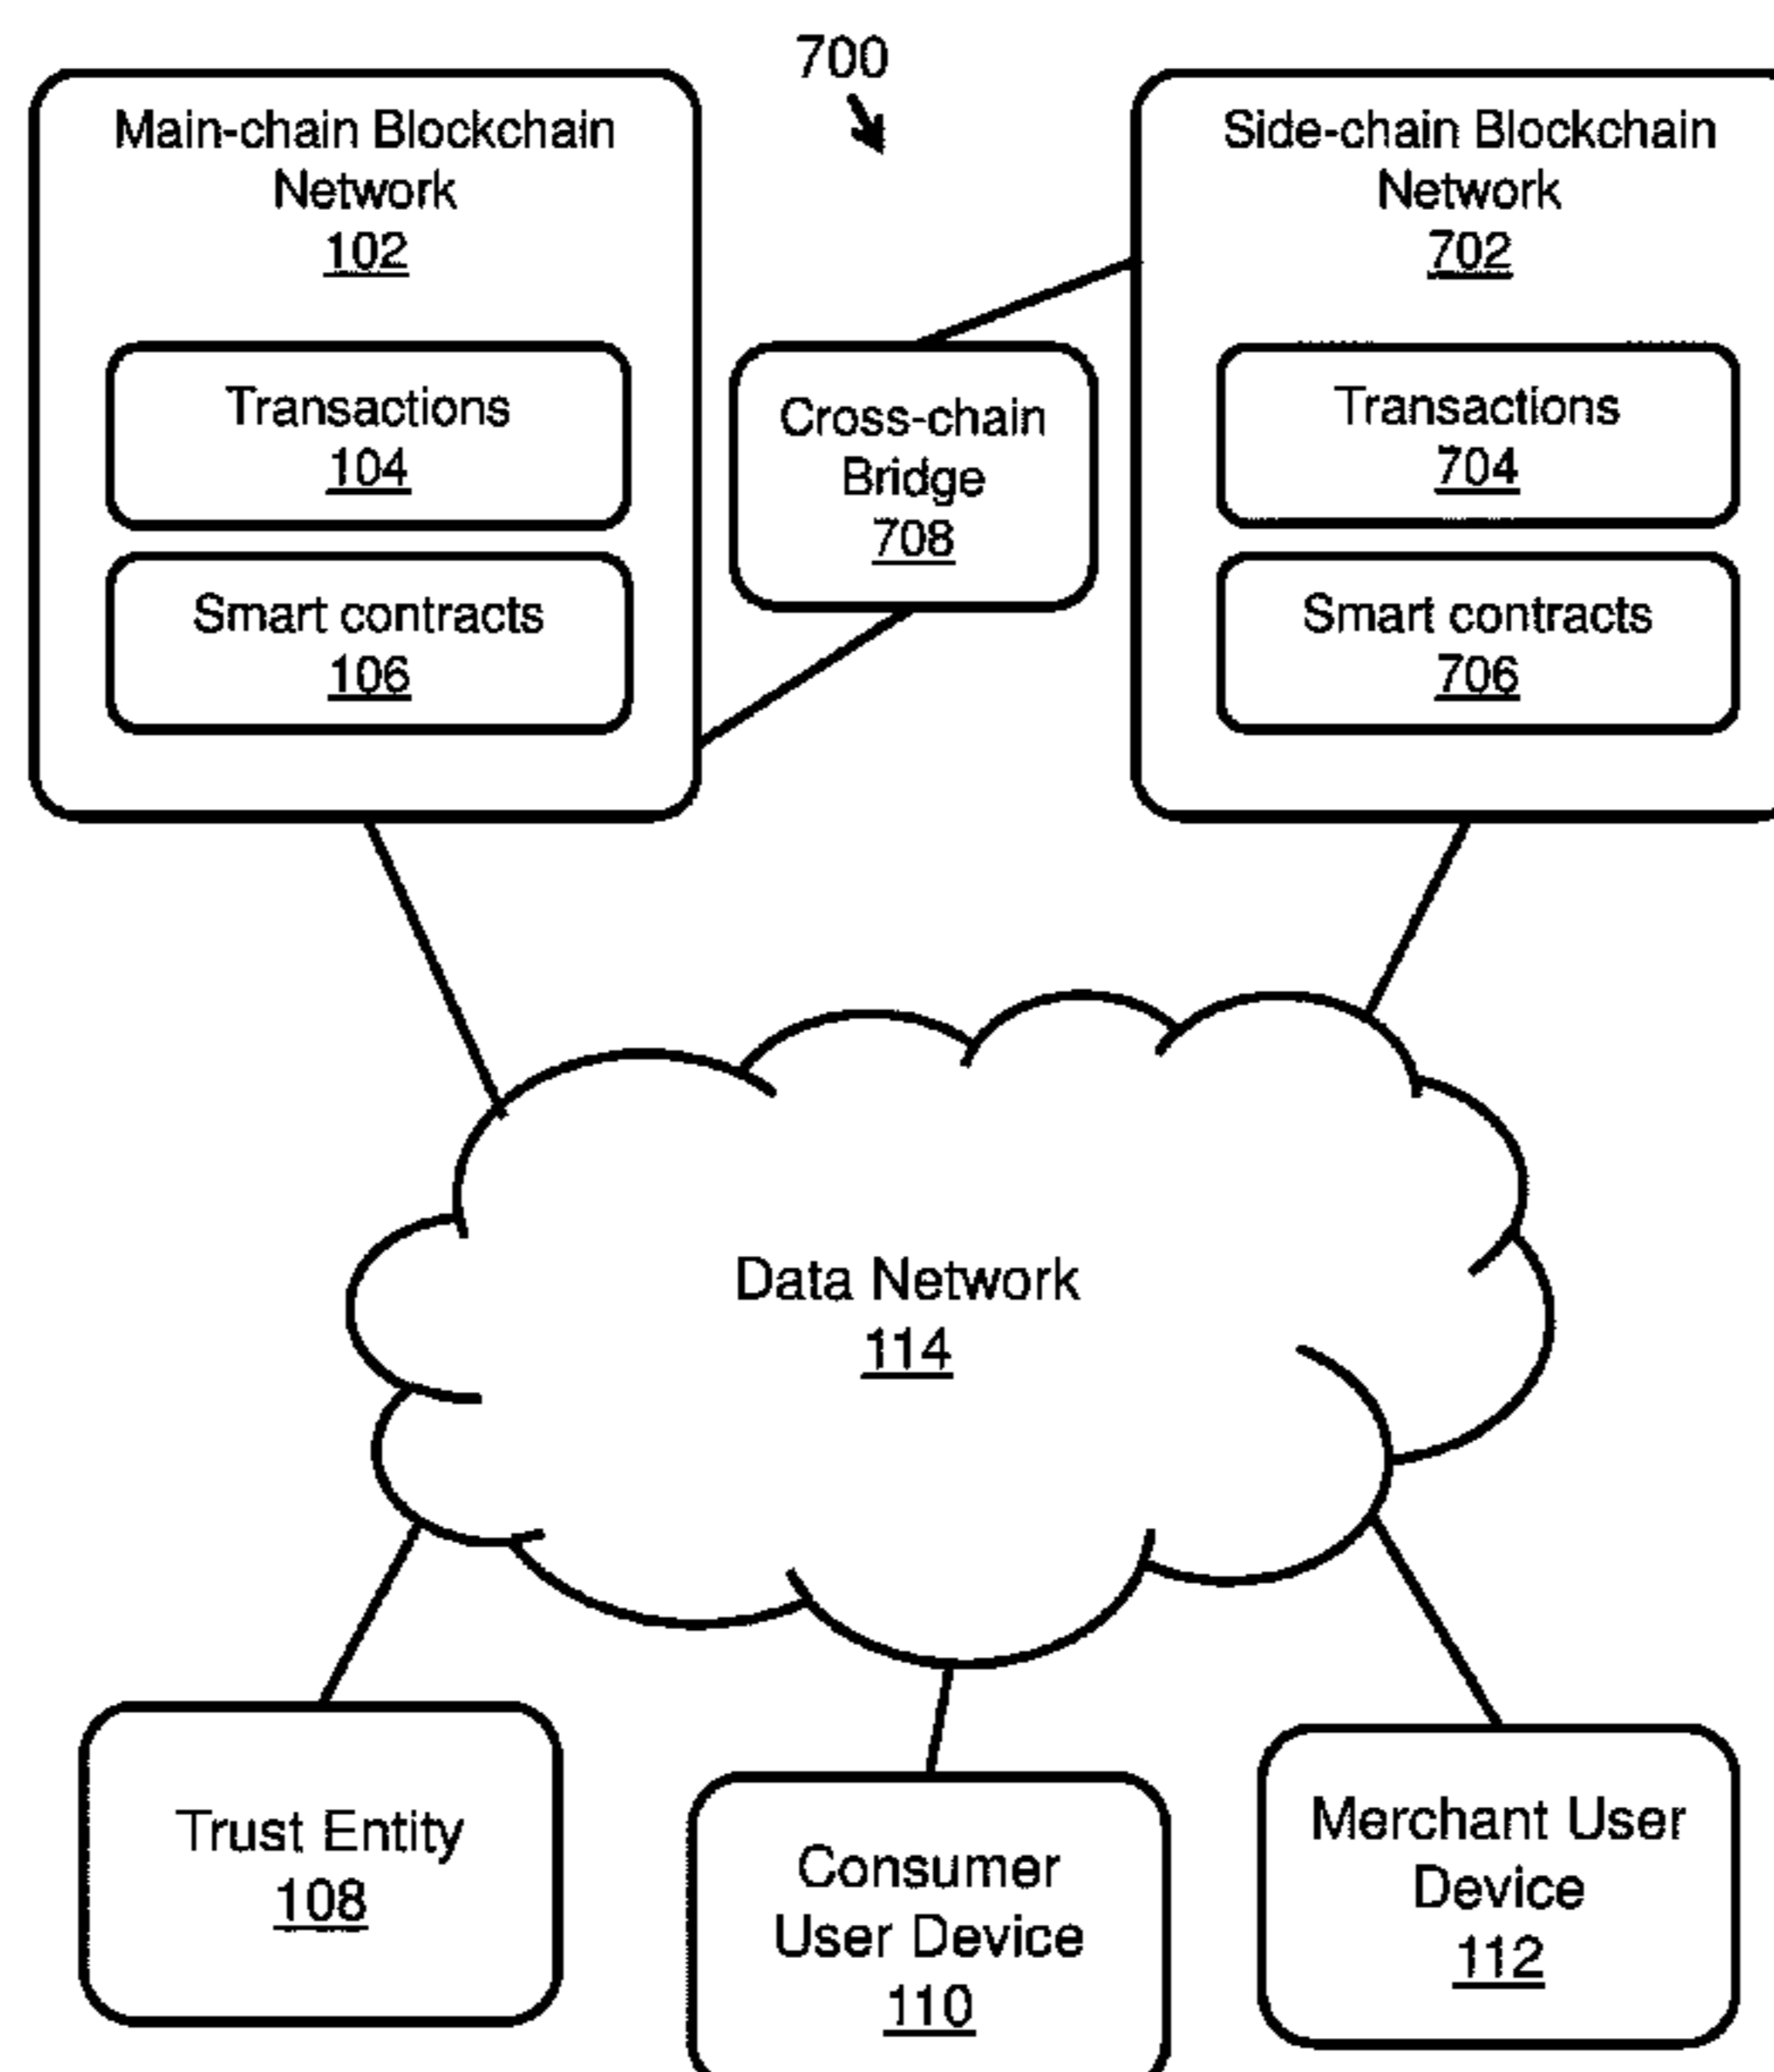 700
Main-chain Blockchain
Network
102
Transactions
104
Smart contracts
106
Cross-chain
Bridge
708
Side-chain Blockchain
Network
702
Transactions
704
Smart contracts
706
Data Network
114
Trust Entity
108
Consumer
User Device
110
Merchant User
Device
112